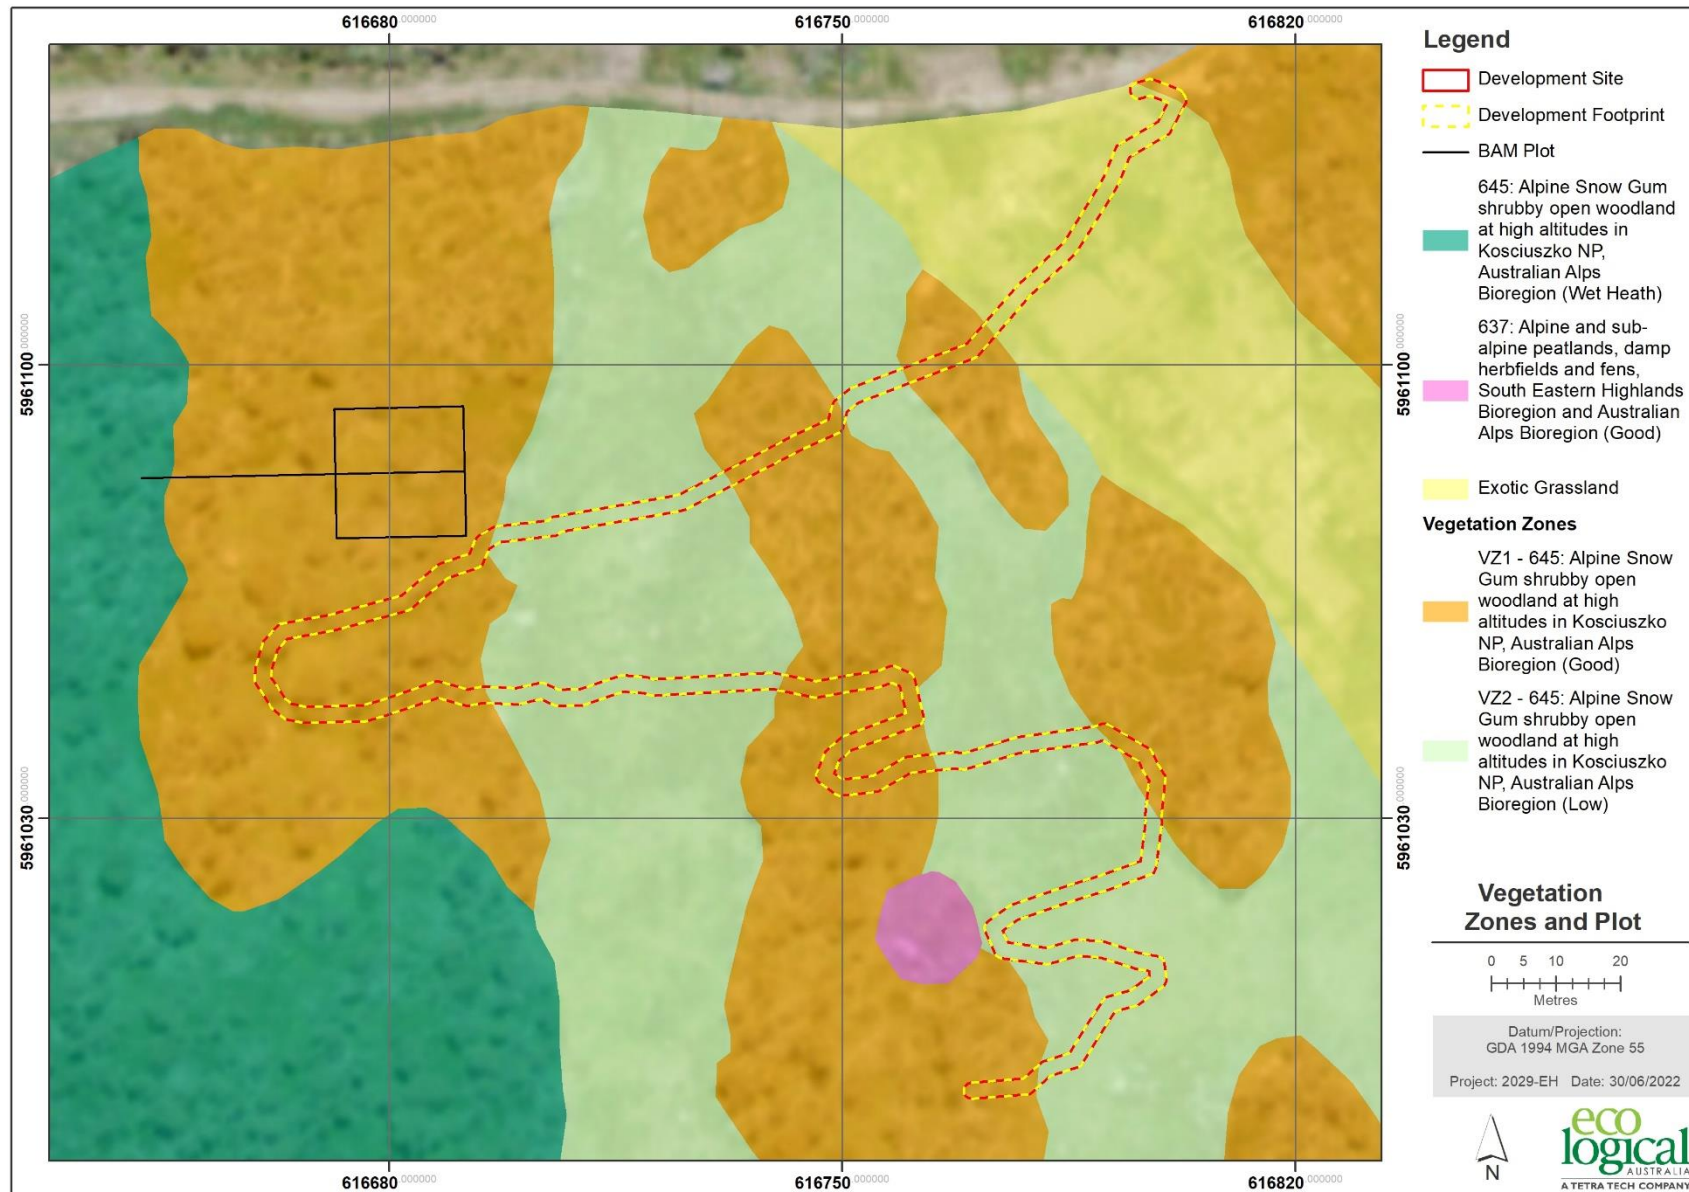 616680.000000 616750.000000 616820.000000
5961100.000000
5961030.000000
5961100.000000
5961030.000000
616680.000000 616750.000000 616820.000000
Legend
Development Site
Development Footprint
BAM Plot
645: Alpine Snow Gum
shrubby open woodland
at high altitudes in
Kosciuszko NP,
Australian Alps
Bioregion (Wet Heath)
637: Alpine and sub-
alpine peatlands, damp
herbfields and fens,
South Eastern Highlands
Bioregion and Australian
Alps Bioregion (Good)
Exotic Grassland
Vegetation Zones
VZ1 - 645: Alpine Snow
Gum shrubby open
woodland at high
altitudes in Kosciuszko
NP, Australian Alps
Bioregion (Good)
VZ2 - 645: Alpine Snow
Gum shrubby open
woodland at high
altitudes in Kosciuszko
NP, Australian Alps
Bioregion (Low)
Vegetation
Zones and Plot
0 5 10 20
Metres
Datum/Projection:
GDA 1994 MGA Zone 55
Project: 2029-EH Date: 30/06/2022
N
eco
logical
AUSTRALIA
A TETRA TECH COMPANY